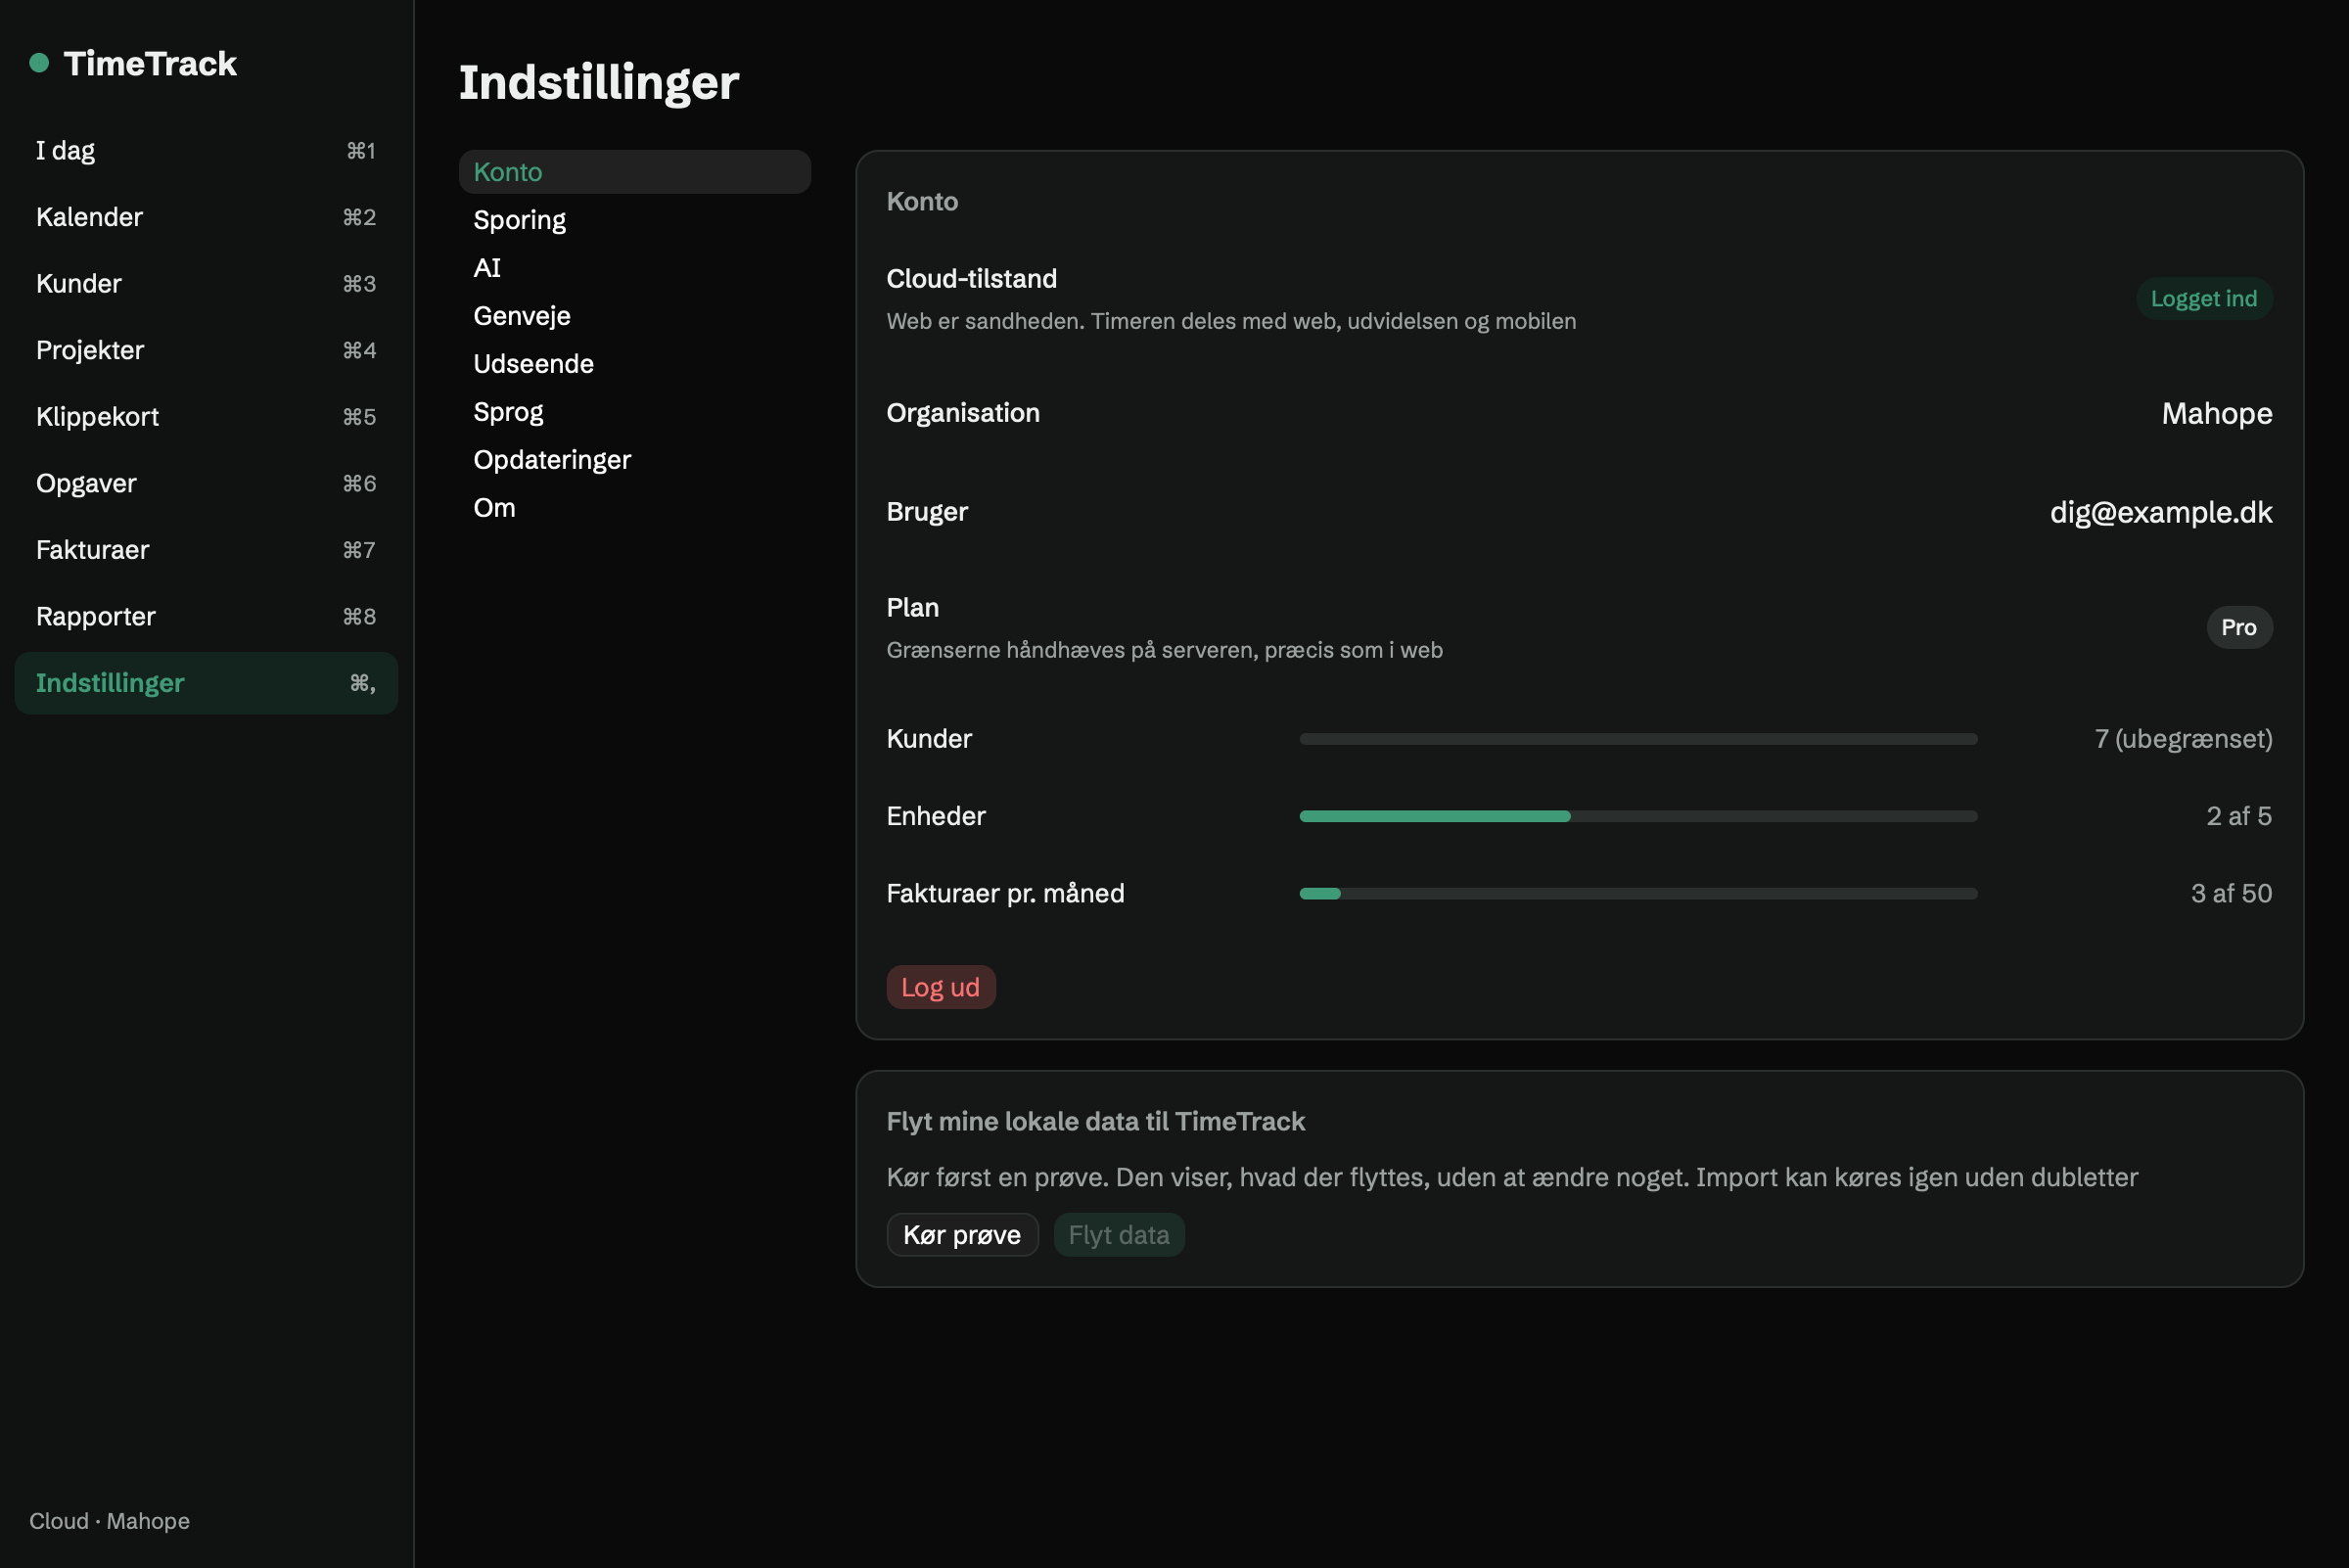 TimeTrack
I dag ⌘1
Kalender ⌘2
Kunder ⌘3
Projekter ⌘4
Klippekort ⌘5
Opgaver ⌘6
Fakturaer ⌘7
Rapporter ⌘8
Indstillinger ⌘,
Cloud · Mahope
Indstillinger
Konto
Sporing
AI
Genveje
Udseende
Sprog
Opdateringer
Om
Konto
Cloud-tilstand
Web er sandheden. Timeren deles med web, udvidelsen og mobilen
Logget ind
Organisation Mahope
Bruger dig@example.dk
Plan
Grænserne håndhæves på serveren, præcis som i web
Pro
Kunder 7 (ubegrænset)
Enheder 2 af 5
Fakturaer pr. måned 3 af 50
Log ud
Flyt mine lokale data til TimeTrack
Kør først en prøve. Den viser, hvad der flyttes, uden at ændre noget. Import kan køres igen uden dubletter
Kør prøve Flyt data